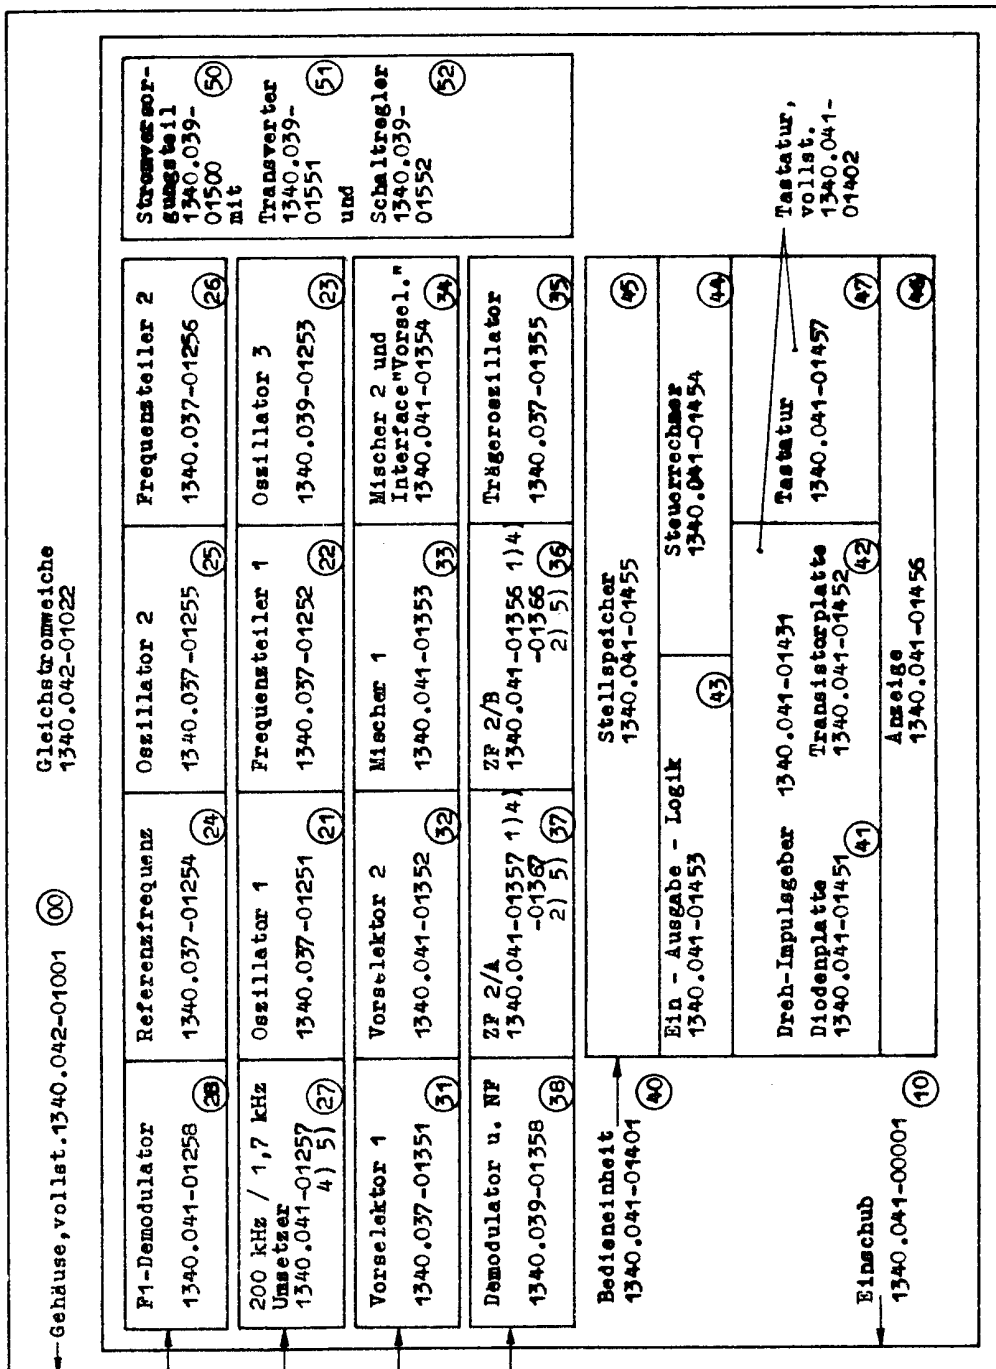 Gehäuse,vollst.1340.042-01001 (00)
Gleichstromweiche
1340.042-01022
F1-Demodulator
1340.041-01258 (28)
Referenzfrequenz
1340.037-01254 (24)
Oszillator 2
1340.037-01255 (25)
Frequenzteiler 2
1340.037-01256 (26)
Stromversor-
gungsteil
1340.039-
01500 (50)
mit
Transverter
1340.039-
01551 (51)
und
Schaltregler
1340.039-
01552 (52)
200 kHz / 1,7 kHz
Umsetzer
1340.041-01257
4) 5) (27)
Oszillator 1
1340.037-01251 (21)
Frequenzteiler 1
1340.037-01252 (22)
Oszillator 3
1340.039-01253 (23)
Vorselektor 1
1340.037-01351 (31)
Vorselektor 2
1340.041-01352 (32)
Mischer 1
1340.041-01353 (33)
Mischer 2 und
Interface"Vorsel."
1340.041-01354 (34)
Demodulator u. NF
1340.039-01358 (38)
ZF 2/A
1340.041-01357 1)4)
-01367
2) 5) (37)
ZF 2/B
1340.041-01356 1)4)
-01366
2) 5) (36)
Trägeroszillator
1340.037-01355 (35)
Bedieneinheit
1340.041-01401 (40)
Stellspeicher
1340.041-01455 (45)
Ein - Ausgabe - Logik
1340.041-01453 (43)
Steuerrechner
1340.041-01454 (44)
Dreh-Impulsgeber 1340.041-01431
Diodenplatte
1340.041-01451 (41)
Transistorplatte
1340.041-01452 (42)
Tastatur
1340.041-01457 (47)
Tastatur,
vollst.
1340.041-
01402
Anzeige
1340.041-01456 (46)
Einschub
1340.041-00001 (10)